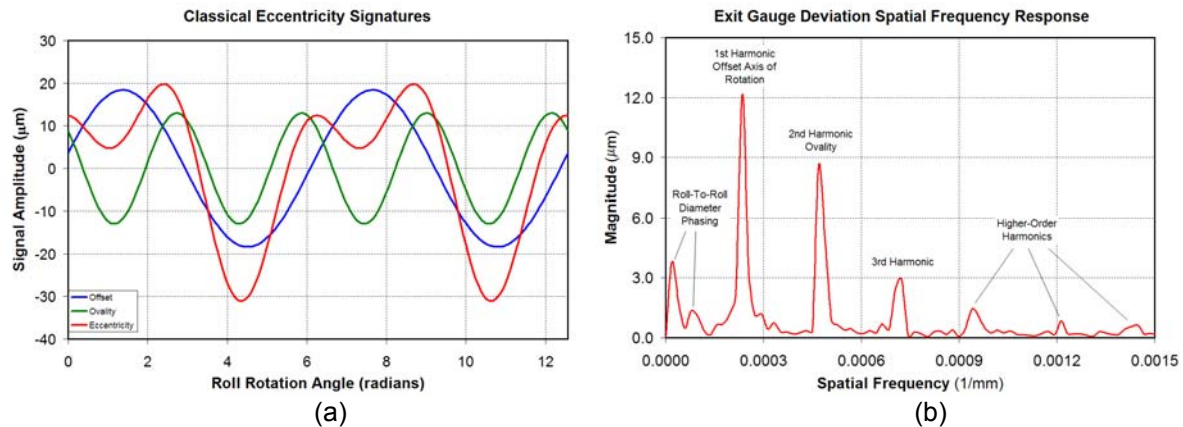 Classical Eccentricity Signatures
Signal Amplitude (μm)
30
20
10
0
-10
-20
-30
-40
Offset
Ovality
Eccentricity
0 2 4 6 8 10 12
Roll Rotation Angle (radians)
(a)
Exit Gauge Deviation Spatial Frequency Response
Magnitude (μm)
15.0
12.0
9.0
6.0
3.0
0.0
1st Harmonic
Offset Axis of
Rotation
2nd Harmonic
Ovality
Roll-To-Roll
Diameter
Phasing
3rd Harmonic
Higher-Order
Harmonics
0.0000 0.0003 0.0006 0.0009 0.0012 0.0015
Spatial Frequency (1/mm)
(b)